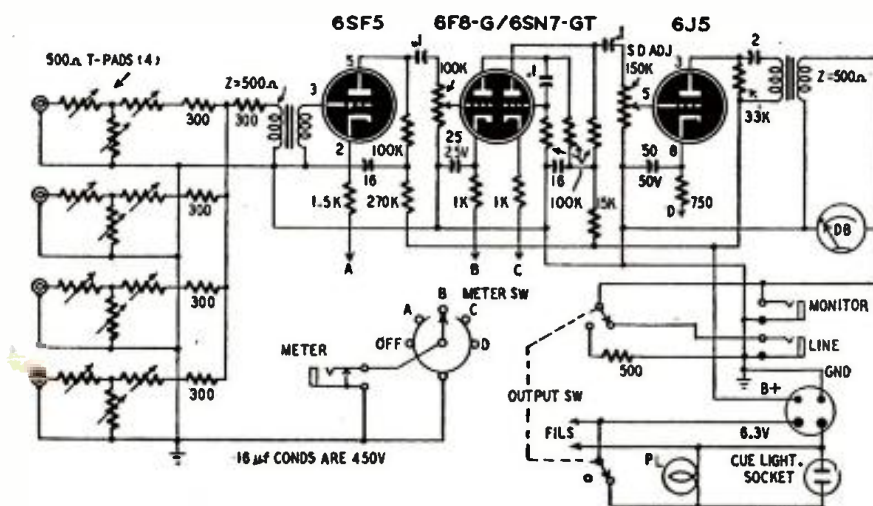 6SF5
6F8-G/6SN7-GT
6J5
500Ω T-PADS (4)
Z=500Ω
300
300
3
5
2
.1
100K
100K
16
1.5K
270K
25
25V
1K
1K
.1
16
100K
15K
SD ADJ
150K
5
3
8
50
50V
750
D
2
33K
Z=500Ω
DB
A
B
C
300
300
300
METER SW
A
B
C
D
OFF
METER
MONITOR
LINE
500
GND
B+
OUTPUT SW
FILS
6.3V
PL
CUE LIGHT.
SOCKET
16 µf CONDS ARE 450V